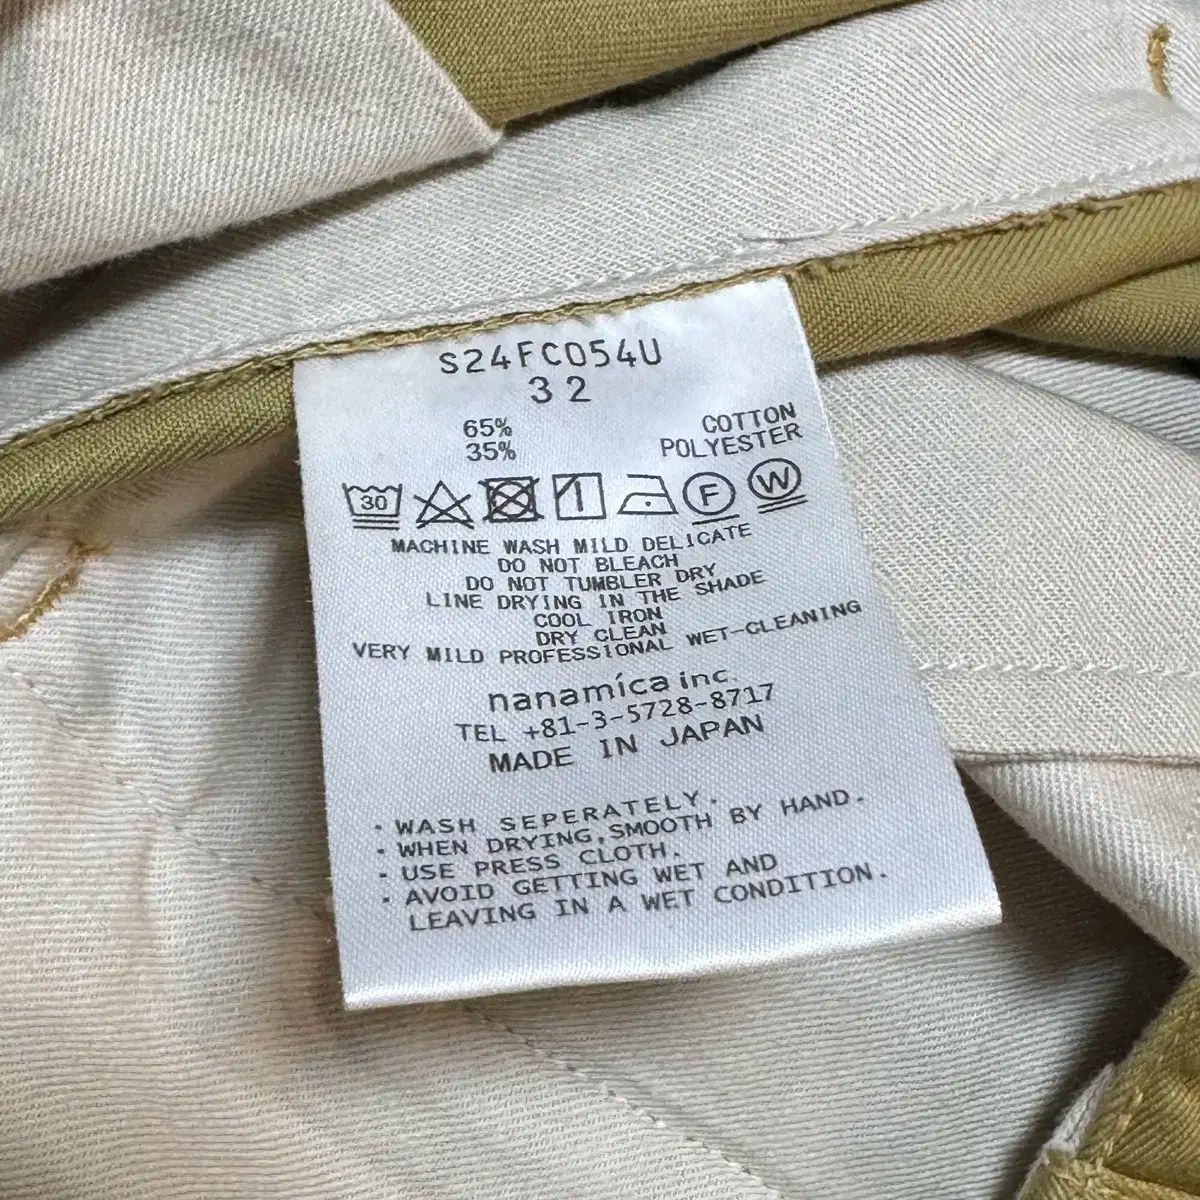 S24FC054U
32
65% COTTON
35% POLYESTER
30 F W
MACHINE WASH MILD DELICATE
DO NOT BLEACH
DO NOT TUMBLER DRY
LINE DRYING IN THE SHADE
COOL IRON
DRY CLEAN
VERY MILD PROFESSIONAL WET-CLEANING
nanamica inc.
TEL +81-3-5728-8717
MADE IN JAPAN
· WASH SEPERATELY.
· WHEN DRYING,SMOOTH BY HAND.
· USE PRESS CLOTH.
· AVOID GETTING WET AND
LEAVING IN A WET CONDITION.